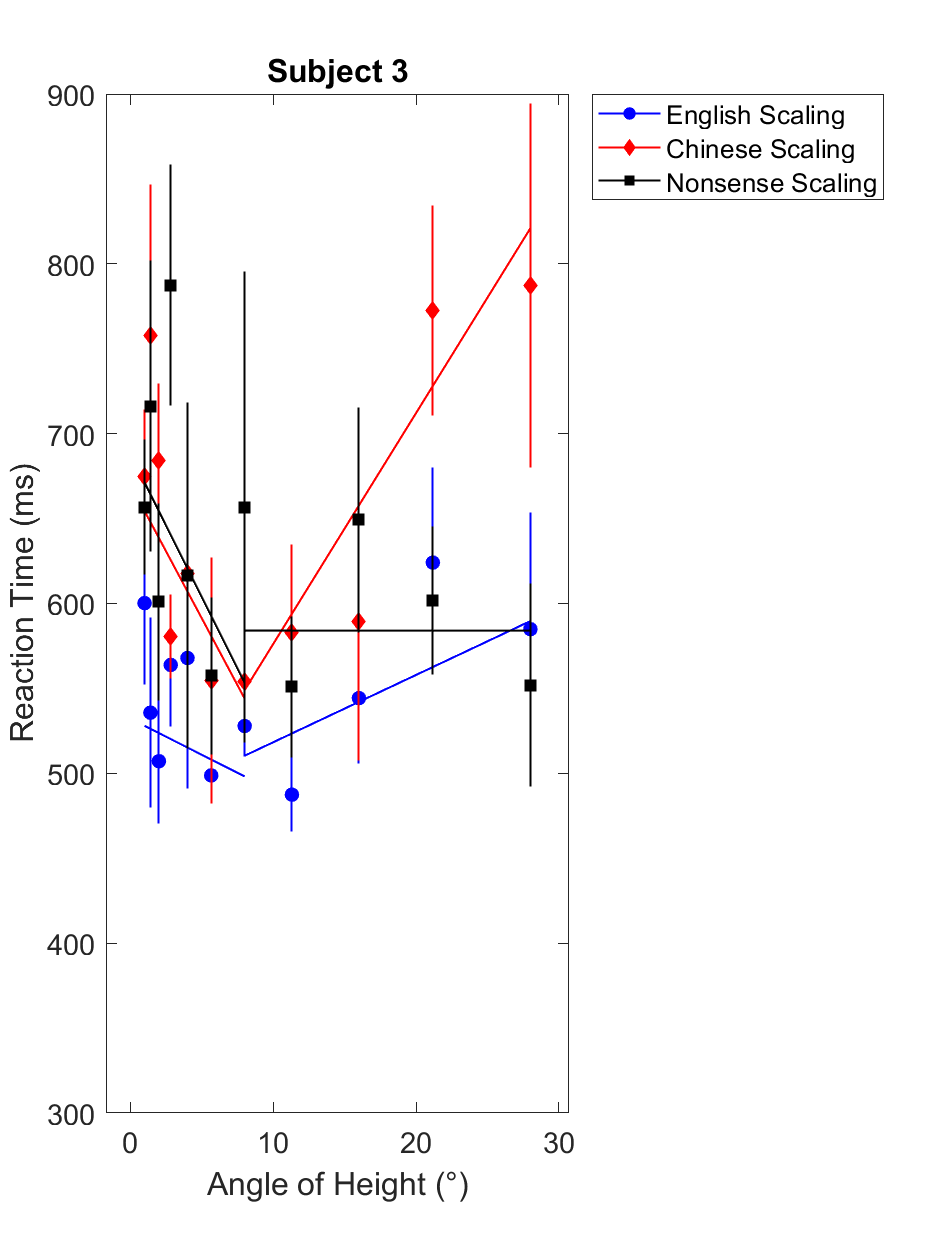 Subject 3
900
800
700
600
500
400
300
0 10 20 30
Reaction Time (ms)
Angle of Height (°)
English Scaling
Chinese Scaling
Nonsense Scaling